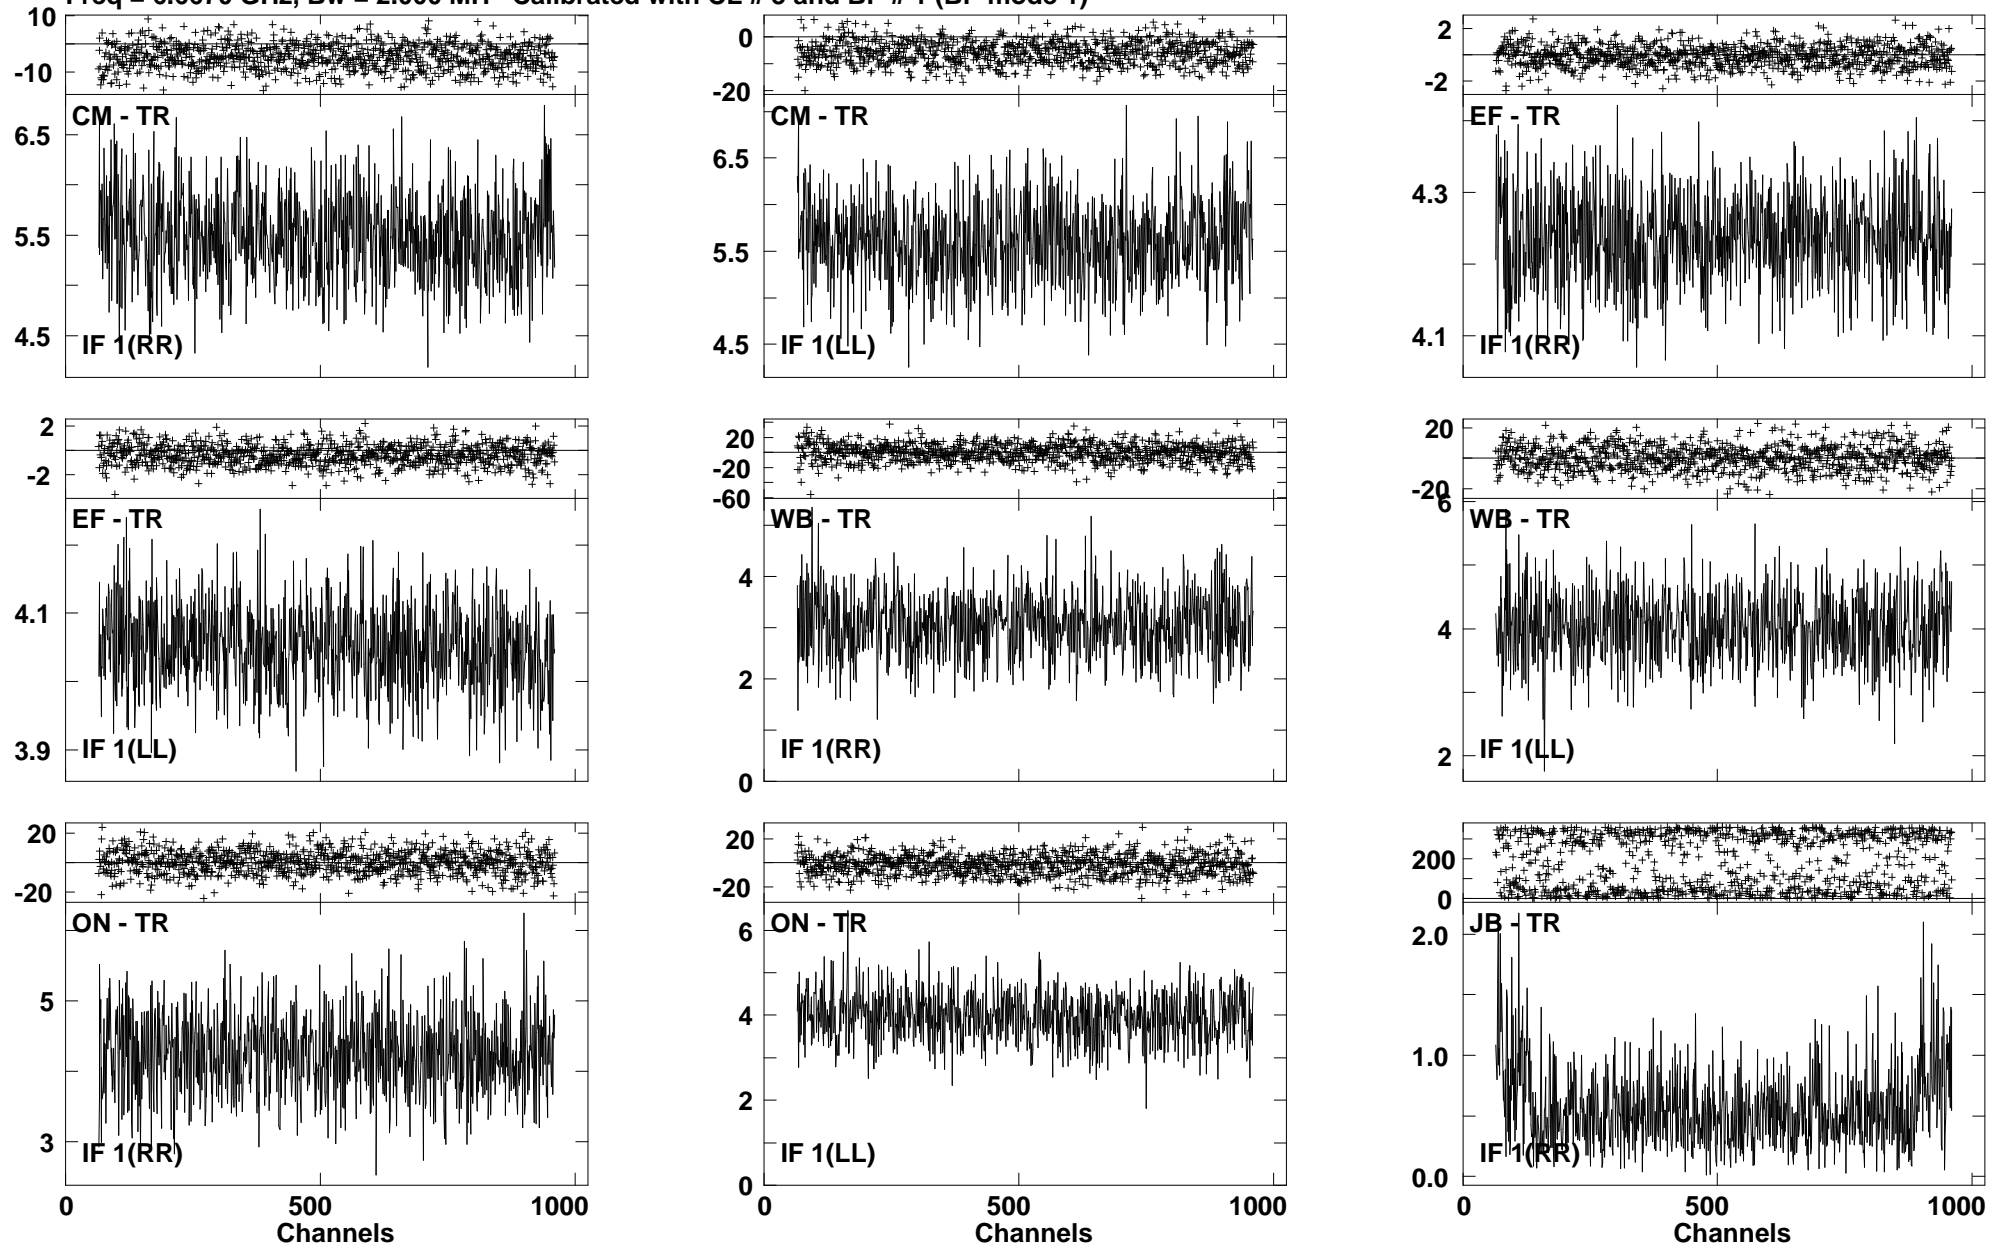 10
-10
CM - TR
6.5
5.5
4.5
IF 1(RR)
0
-20
CM - TR
6.5
5.5
4.5
IF 1(LL)
2
-2
EF - TR
4.3
4.1
IF 1(RR)
2
-2
EF - TR
4.1
3.9
IF 1(LL)
20
-20
-60
WB - TR
4
2
0
IF 1(RR)
20
-20
6
WB - TR
4
2
IF 1(LL)
20
-20
ON - TR
5
3
IF 1(RR)
0 500 1000
Channels
20
-20
ON - TR
6
4
2
0
IF 1(LL)
0 500 1000
Channels
200
0
JB - TR
2.0
1.0
0.0
IF 1(RR)
0 500 1000
Channels